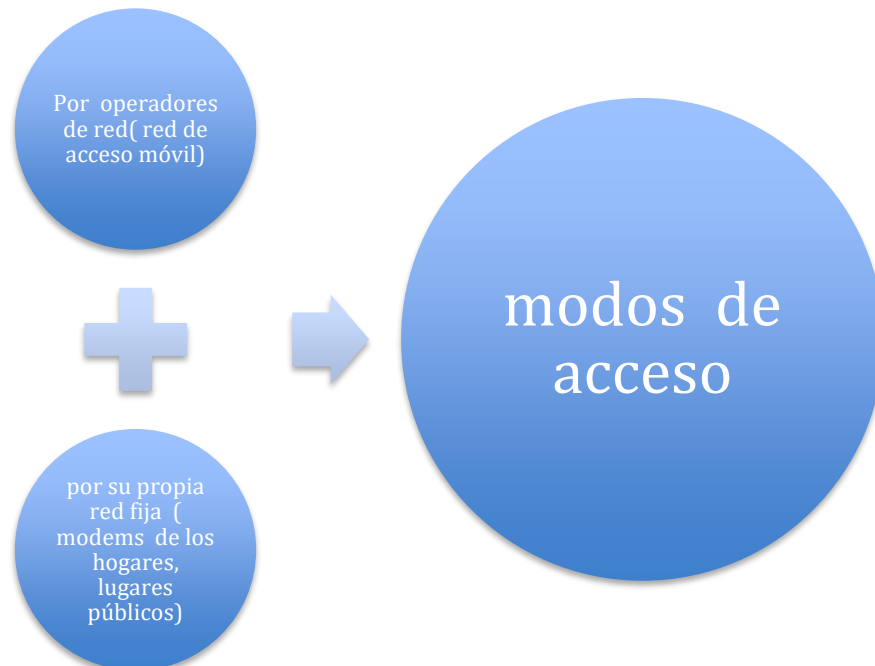 Por operadores
de red( red de
acceso móvil)
modos de
acceso
por su propia
red fija (
modems de los
hogares,
lugares
públicos)